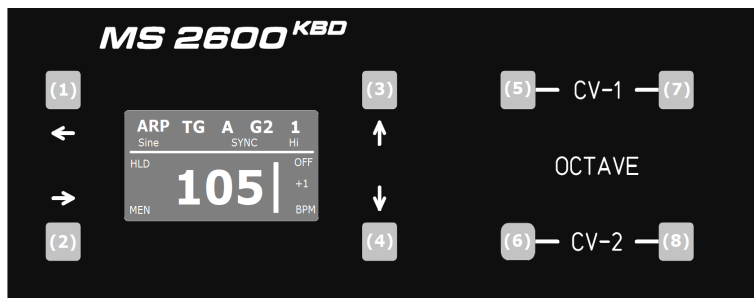 MS 2600 KBD
(1) (3) (5) CV-1 (7)
ARP TG A G2 1
Sine SYNC Hi
HLD OFF
OCTAVE
105 +1
MEN BPM
(2) (4) (6) CV-2 (8)